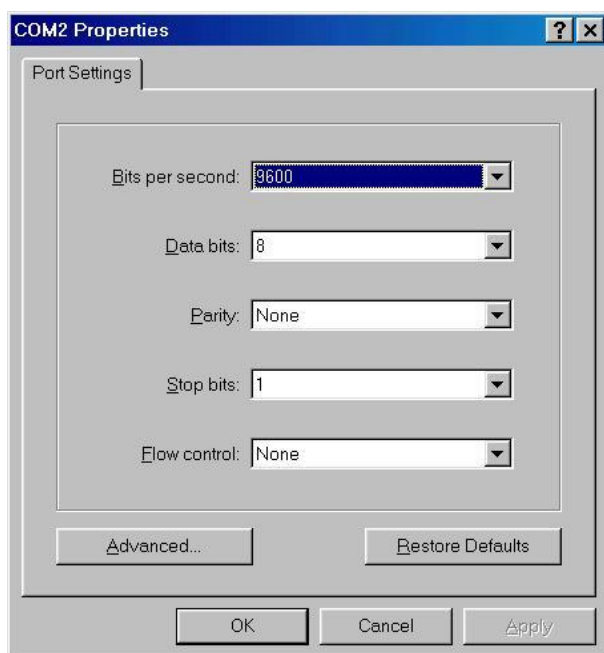 COM2 Properties
Port Settings
Bits per second: 9600
Data bits: 8
Parity: None
Stop bits: 1
Flow control: None
Advanced... Restore Defaults
OK Cancel Apply